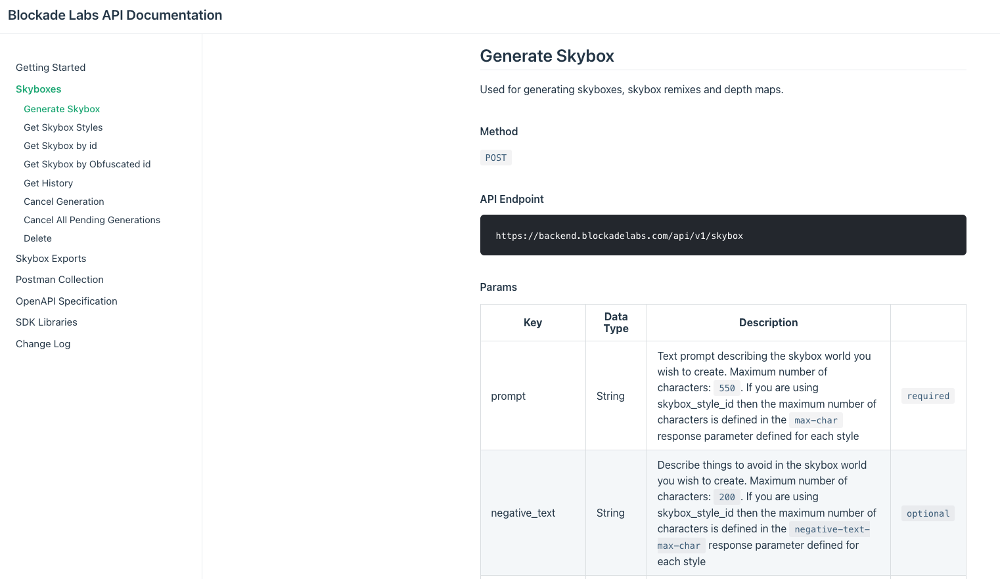 Blockade Labs API Documentation
Getting Started
Skyboxes
Generate Skybox
Get Skybox Styles
Get Skybox by id
Get Skybox by Obfuscated id
Get History
Cancel Generation
Cancel All Pending Generations
Delete
Skybox Exports
Postman Collection
OpenAPI Specification
SDK Libraries
Change Log
Generate Skybox
Used for generating skyboxes, skybox remixes and depth maps.
Method
POST
API Endpoint
https://backend.blockadelabs.com/api/v1/skybox
Params
Key
Data
Type
Description
prompt
String
Text prompt describing the skybox world you
wish to create. Maximum number of
characters: 550 . If you are using
skybox_style_id then the maximum number of
characters is defined in the max-char
response parameter defined for each style
required
negative_text
String
Describe things to avoid in the skybox world
you wish to create. Maximum number of
characters: 200 . If you are using
skybox_style_id then the maximum number of
characters is defined in the negative-text-
max-char response parameter defined for
each style
optional